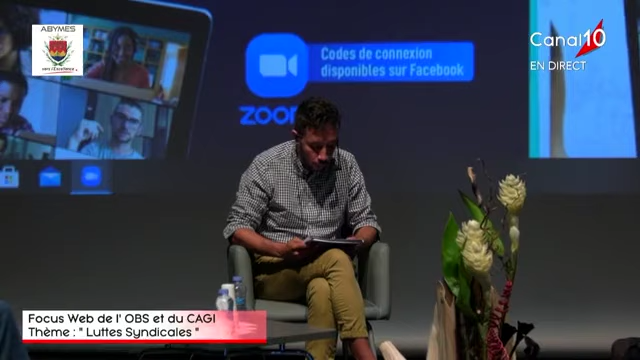 ABYMES
Canal10
EN DIRECT
Codes de connexion
disponibles sur Facebook
zoom
Focus Web de l' OBS et du CAGI
Thème : " Luttes Syndicales "